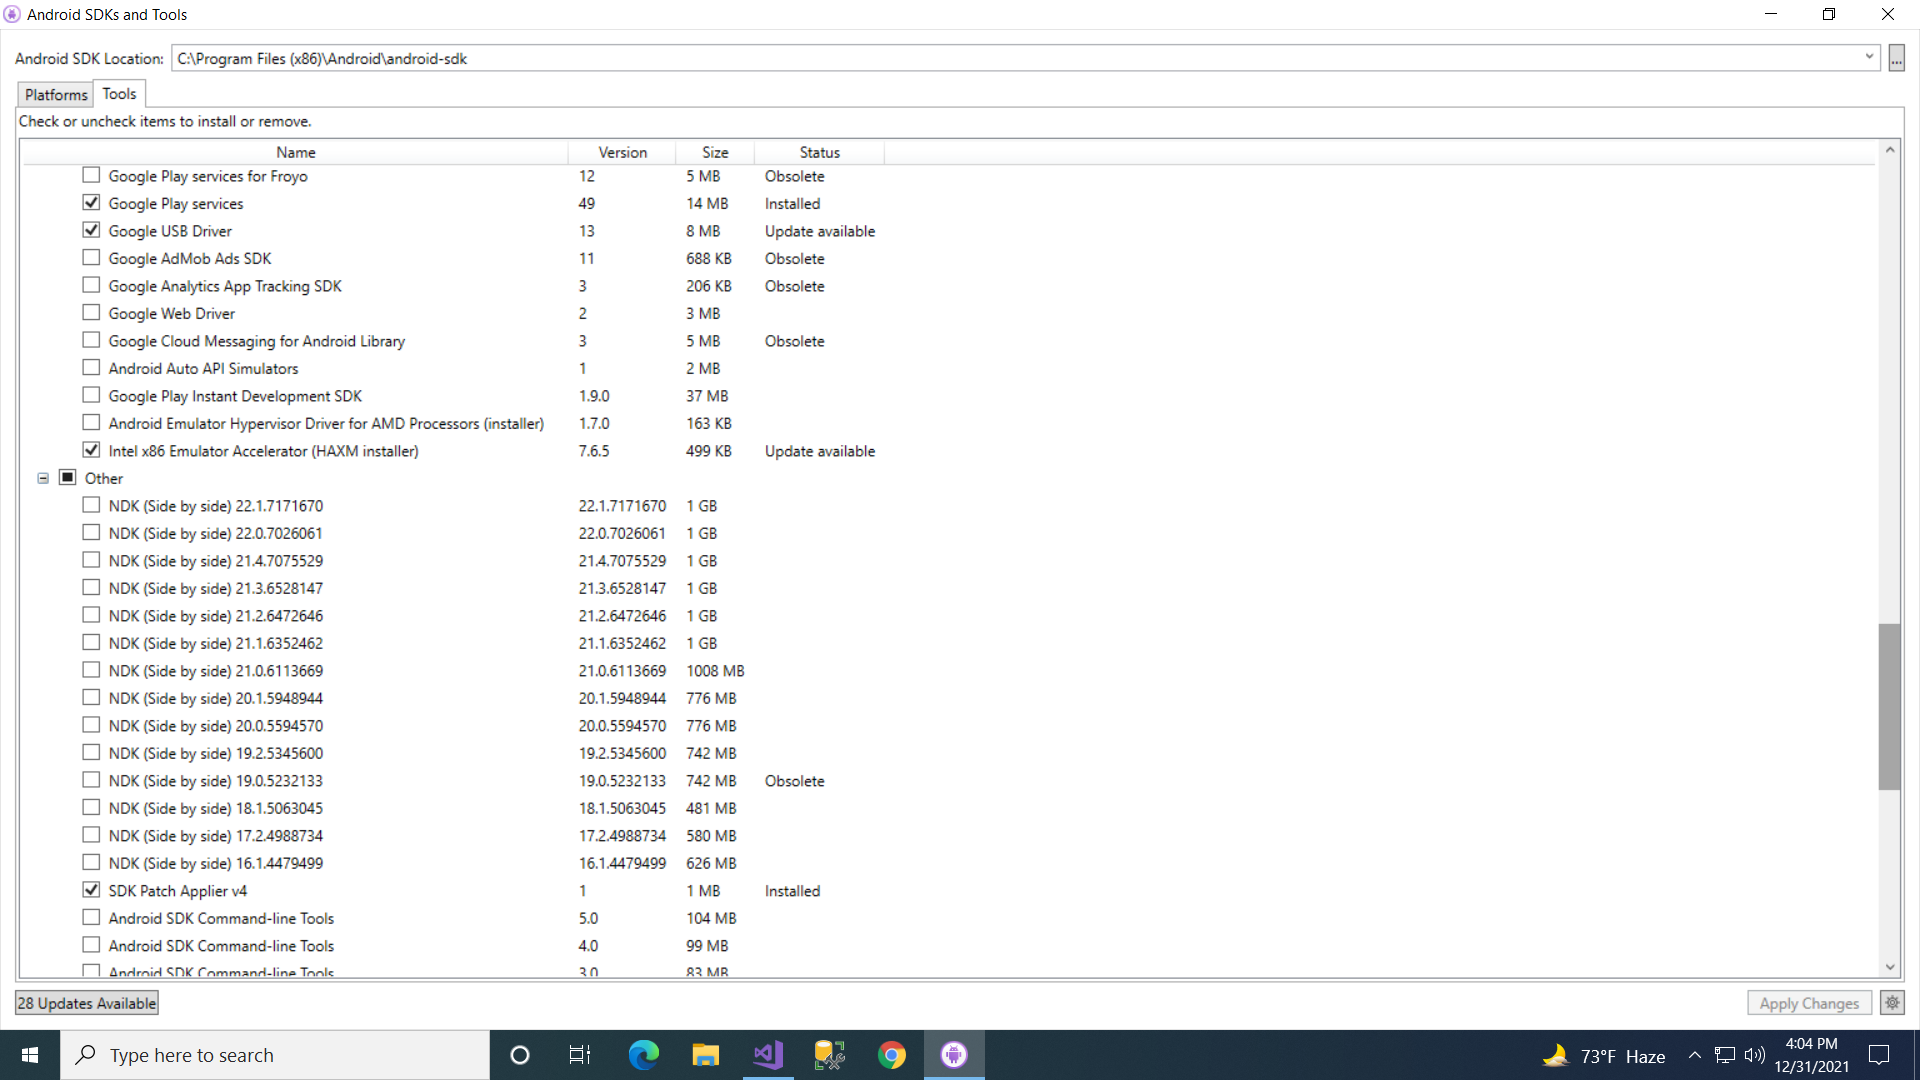 Android SDKs and Tools
Android SDK Location: C:\Program Files (x86)\Android\android-sdk ...
Platforms Tools
Check or uncheck items to install or remove.
Name Version Size Status
Google Play services for Froyo 12 5 MB Obsolete
Google Play services 49 14 MB Installed
Google USB Driver 13 8 MB Update available
Google AdMob Ads SDK 11 688 KB Obsolete
Google Analytics App Tracking SDK 3 206 KB Obsolete
Google Web Driver 2 3 MB
Google Cloud Messaging for Android Library 3 5 MB Obsolete
Android Auto API Simulators 1 2 MB
Google Play Instant Development SDK 1.9.0 37 MB
Android Emulator Hypervisor Driver for AMD Processors (installer) 1.7.0 163 KB
Intel x86 Emulator Accelerator (HAXM installer) 7.6.5 499 KB Update available
Other
NDK (Side by side) 22.1.7171670 22.1.7171670 1 GB
NDK (Side by side) 22.0.7026061 22.0.7026061 1 GB
NDK (Side by side) 21.4.7075529 21.4.7075529 1 GB
NDK (Side by side) 21.3.6528147 21.3.6528147 1 GB
NDK (Side by side) 21.2.6472646 21.2.6472646 1 GB
NDK (Side by side) 21.1.6352462 21.1.6352462 1 GB
NDK (Side by side) 21.0.6113669 21.0.6113669 1008 MB
NDK (Side by side) 20.1.5948944 20.1.5948944 776 MB
NDK (Side by side) 20.0.5594570 20.0.5594570 776 MB
NDK (Side by side) 19.2.5345600 19.2.5345600 742 MB
NDK (Side by side) 19.0.5232133 19.0.5232133 742 MB Obsolete
NDK (Side by side) 18.1.5063045 18.1.5063045 481 MB
NDK (Side by side) 17.2.4988734 17.2.4988734 580 MB
NDK (Side by side) 16.1.4479499 16.1.4479499 626 MB
SDK Patch Applier v4 1 1 MB Installed
Android SDK Command-line Tools 5.0 104 MB
Android SDK Command-line Tools 4.0 99 MB
Android SDK Command-line Tools 3.0 83 MB
28 Updates Available Apply Changes
Type here to search 73°F Haze 4:04 PM
12/31/2021